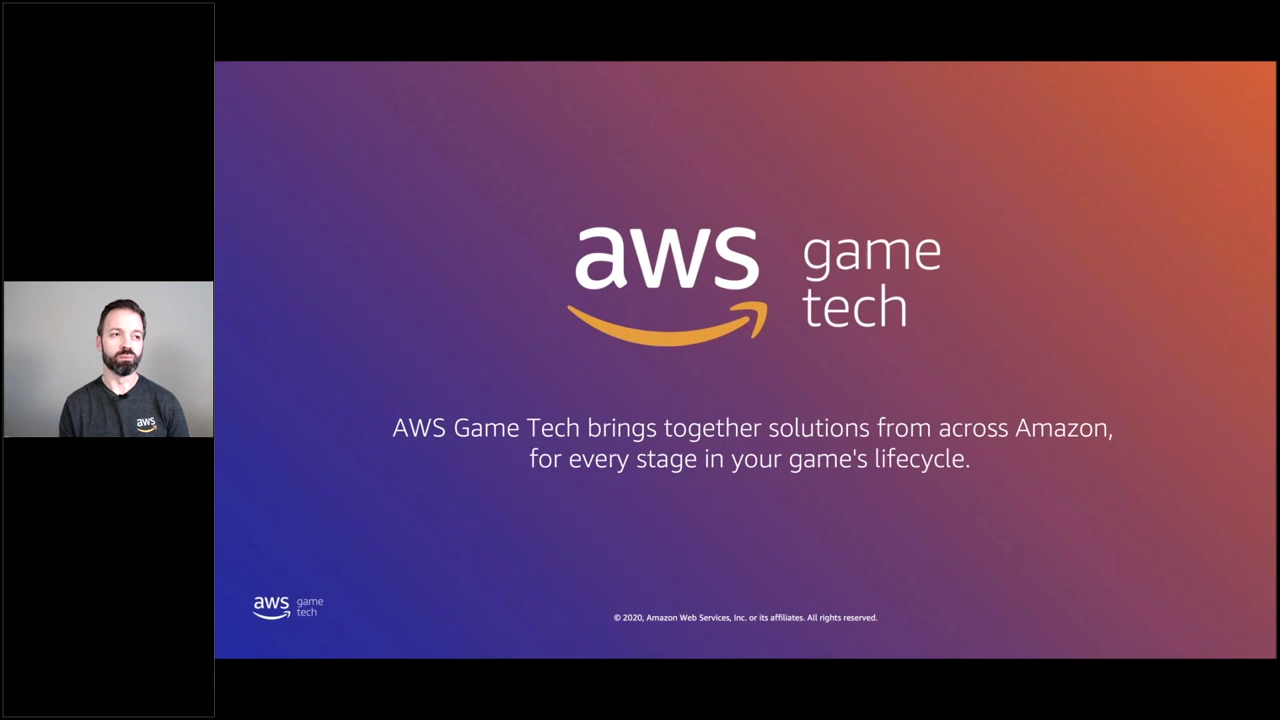 aws
game
tech
AWS Game Tech brings together solutions from across Amazon,
for every stage in your game's lifecycle.
aws
aws
game
tech
© 2020, Amazon Web Services, Inc. or its affiliates. All rights reserved.